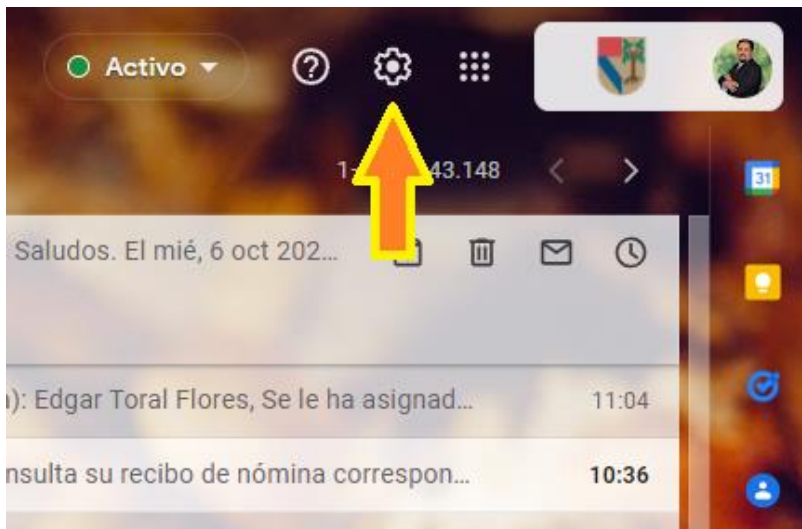 Activo
43.148
Saludos. El mié, 6 oct 202...
31
): Edgar Toral Flores, Se le ha asignad... 11:04
nsulta su recibo de nómina correspon... 10:36